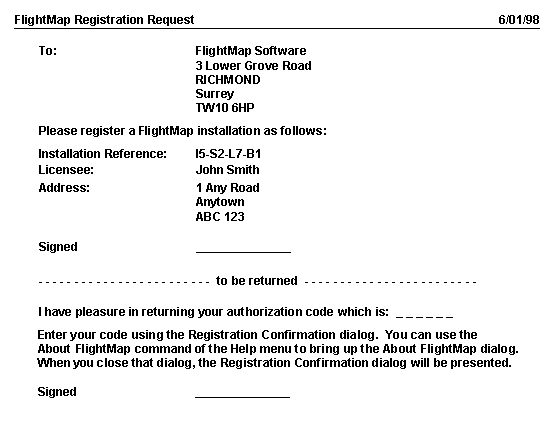 FlightMap Registration Request 6/01/98
To: FlightMap Software
3 Lower Grove Road
RICHMOND
Surrey
TW10 6HP
Please register a FlightMap installation as follows:
Installation Reference: I5-S2-L7-B1
Licensee: John Smith
Address: 1 Any Road
Anytown
ABC 123
Signed ______________
- - - - - - - - - - - - - - - - - - - - - - - - to be returned - - - - - - - - - - - - - - - - - - - - - - - -
I have pleasure in returning your authorization code which is: _ _ _ _ _ _
Enter your code using the Registration Confirmation dialog. You can use the
About FlightMap command of the Help menu to bring up the About FlightMap dialog.
When you close that dialog, the Registration Confirmation dialog will be presented.
Signed ______________